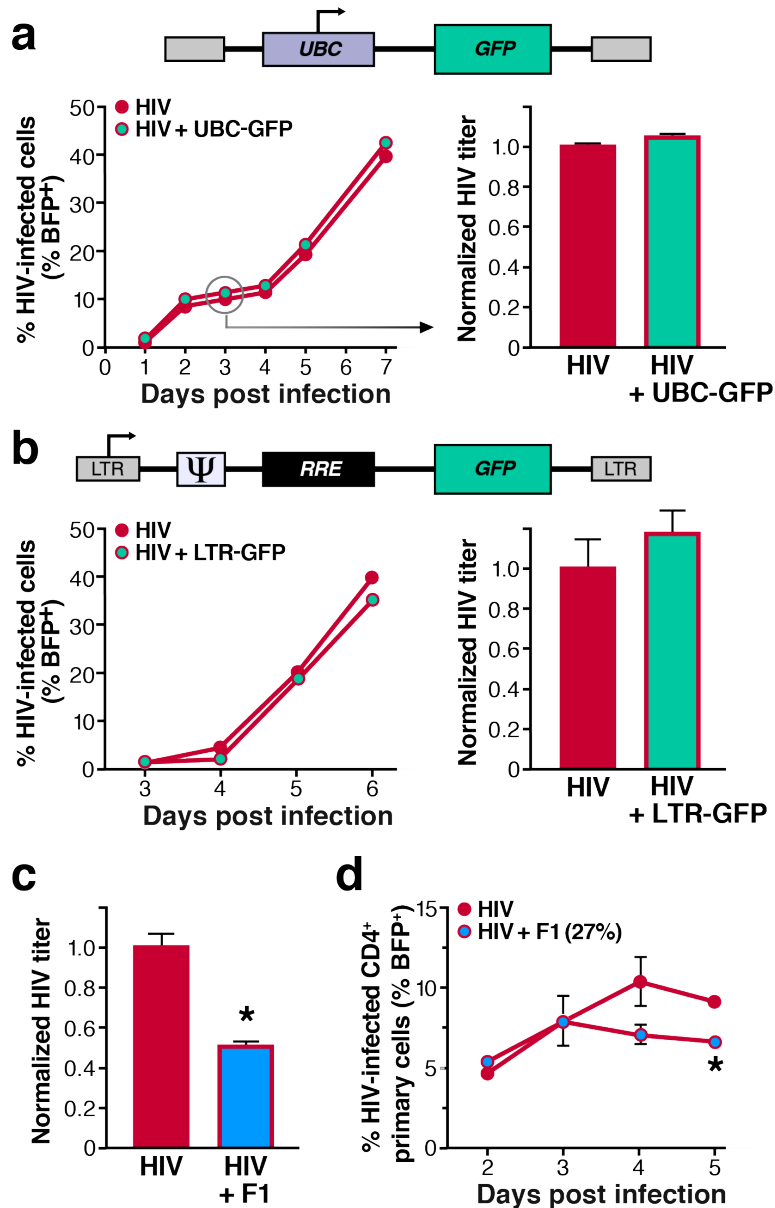 a
UBC
GFP
% HIV-infected cells
(% BFP⁺)
50
40
30
20
10
0
HIV
HIV + UBC-GFP
0 1 2 3 4 5 6 7
Days post infection
Normalized HIV titer
1.0
0.8
0.6
0.4
0.2
0
HIV
HIV
+ UBC-GFP
b
LTR
Ψ
RRE
GFP
LTR
% HIV-infected cells
(% BFP⁺)
50
40
30
20
10
0
HIV
HIV + LTR-GFP
3 4 5 6
Days post infection
Normalized HIV titer
1.0
0.8
0.6
0.4
0.2
0
HIV
HIV
+ LTR-GFP
c
Normalized HIV titer
1.0
0.8
0.6
0.4
0.2
0
*
HIV
HIV
+ F1
d
% HIV-infected CD4⁺
primary cells (% BFP⁺)
15
10
5
0
HIV
HIV + F1 (27%)
*
2 3 4 5
Days post infection